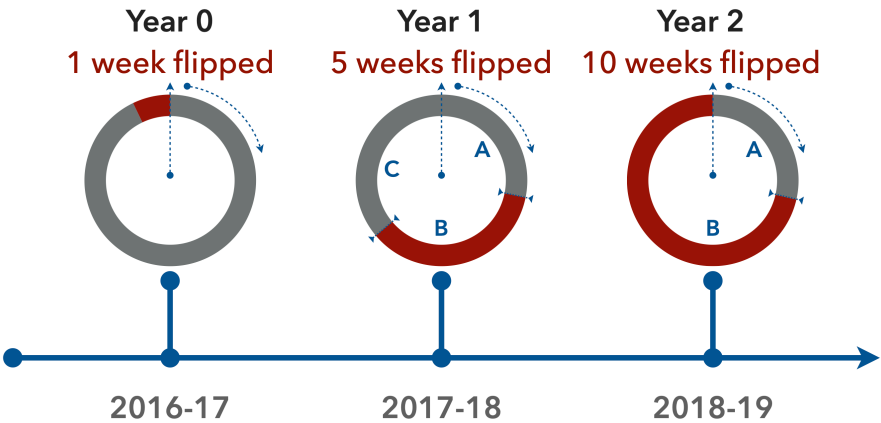 Year 0
1 week flipped
Year 1
5 weeks flipped
Year 2
10 weeks flipped
A
C
B
A
B
2016-17
2017-18
2018-19